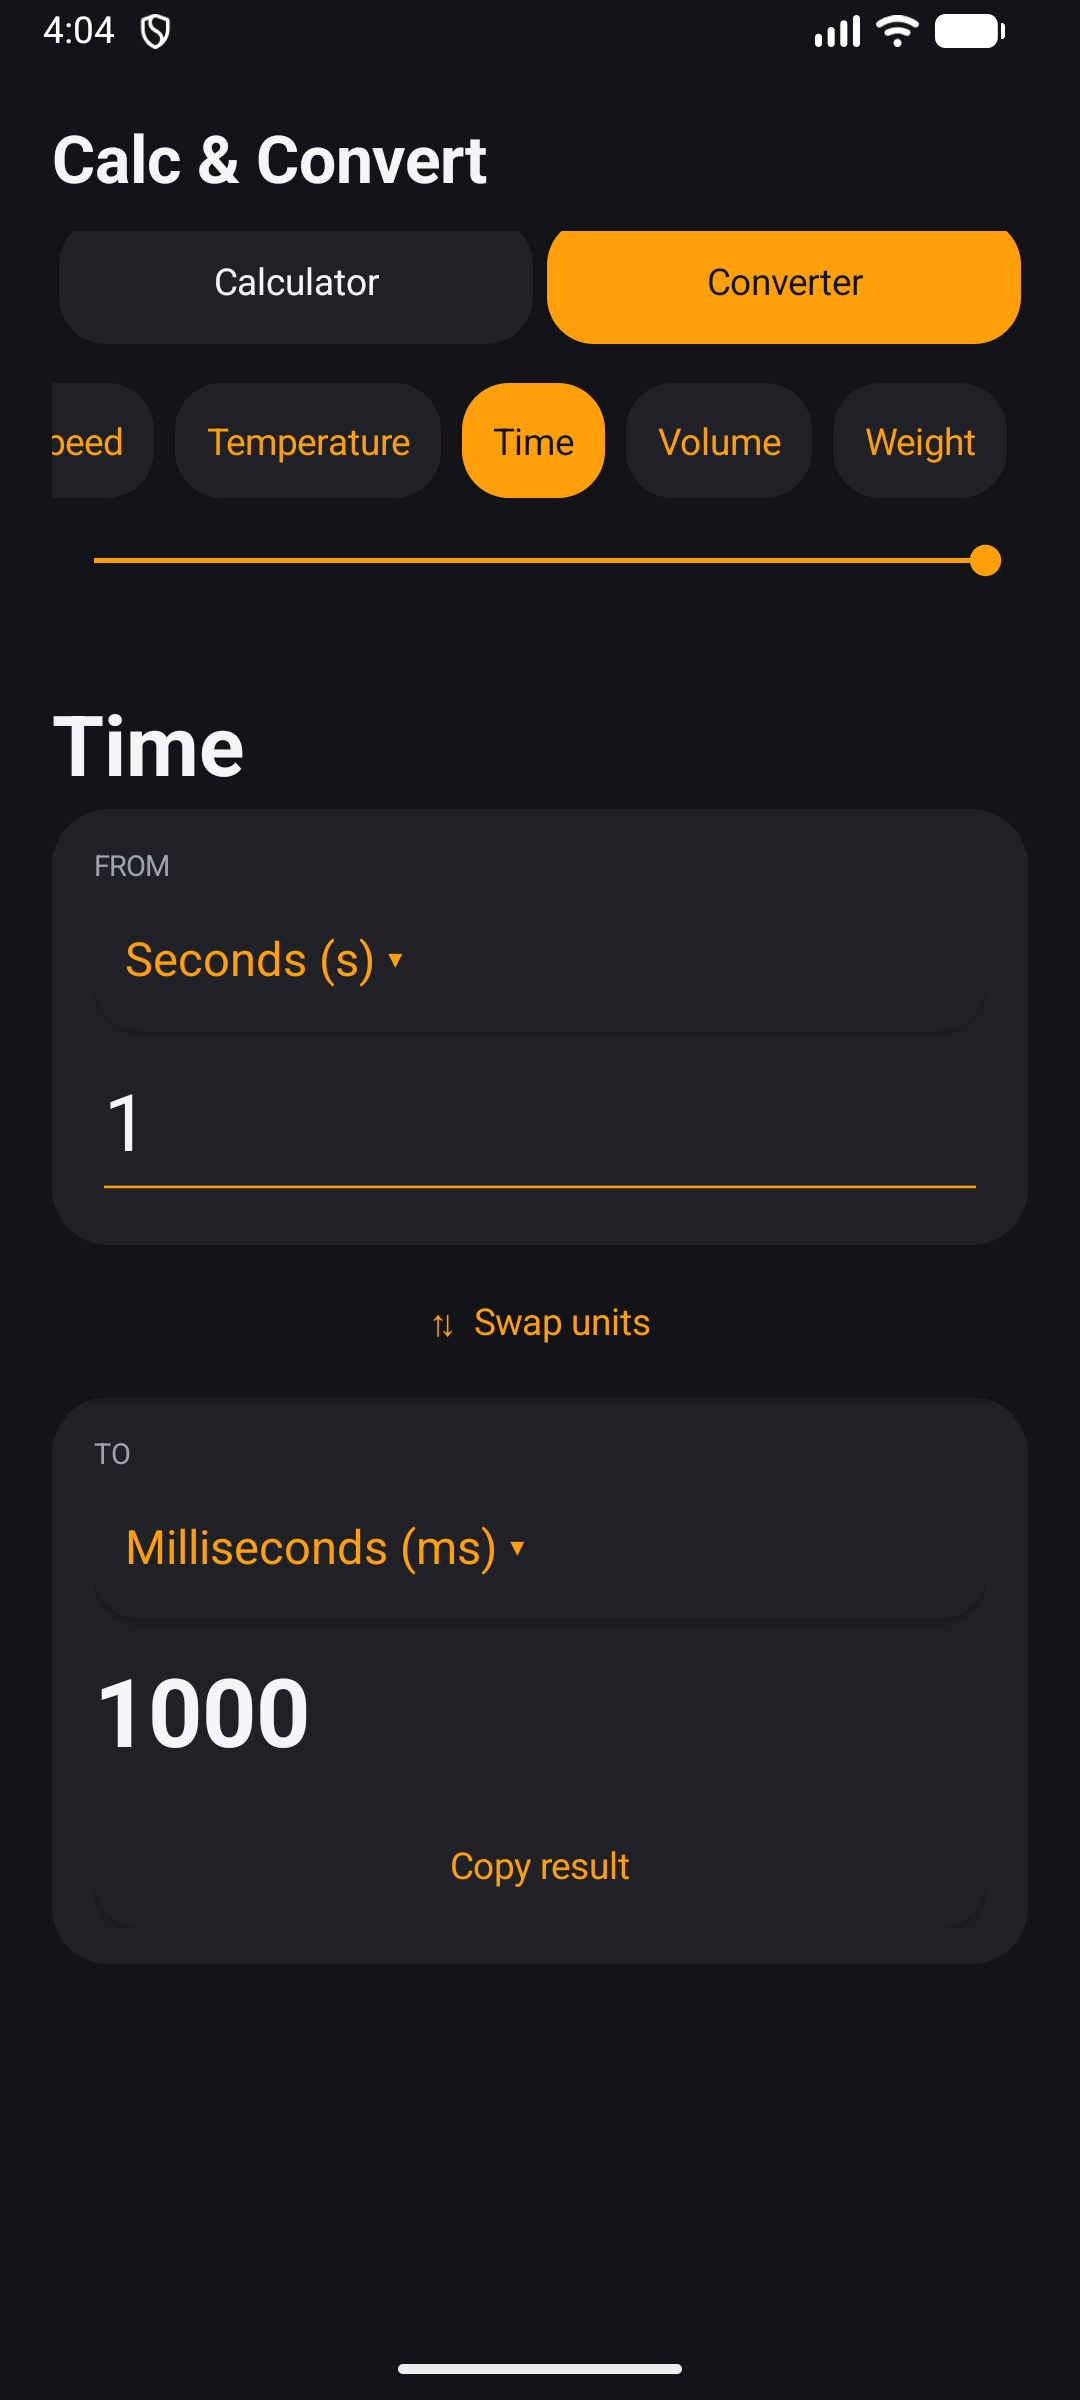 4:04
Calc & Convert
Calculator
Converter
peed
Temperature
Time
Volume
Weight
Time
FROM
Seconds (s) ▾
1
⇅ Swap units
TO
Milliseconds (ms) ▾
1000
Copy result